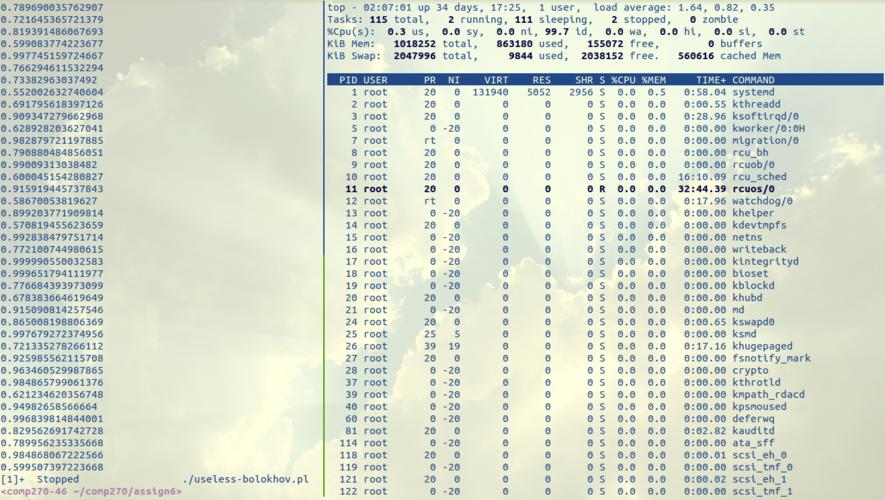 0.789690035762907
0.721645365721379
0.819391486067693
0.599083774223677
0.997745159724667
0.766294611532294
0.73382963037492
0.552002632740604
0.691795618397126
0.909347279662968
0.628928203627041
0.982879721197885
0.790880484856051
0.99009313038482
0.600045154280827
0.915919445737843
0.58670053819627
0.899203771909814
0.570819455623659
0.992838479751714
0.772100744980615
0.999990550032583
0.999651794111977
0.776684393973099
0.678383664619649
0.915090814257546
0.865008198806369
0.997679272374956
0.721335278266112
0.925985562115708
0.963460529987865
0.984865799061376
0.621234620356748
0.94982658566664
0.996839814844001
0.829562691742728
0.789956235335668
0.984868067222566
0.599507397223668
[1]+  Stopped                 ./useless-bolokhov.pl
<comp270-46 ~/comp270/assign6>
top - 02:07:01 up 34 days, 17:25,  1 user,  load average: 1.64, 0.82, 0.35
Tasks: 115 total,   2 running, 111 sleeping,   2 stopped,   0 zombie
%Cpu(s):  0.3 us,  0.0 sy,  0.0 ni, 99.7 id,  0.0 wa,  0.0 hi,  0.0 si,  0.0 st
KiB Mem:   1018252 total,   863180 used,   155072 free,        0 buffers
KiB Swap:  2047996 total,     9844 used,  2038152 free.   560616 cached Mem
PID USER      PR  NI    VIRT    RES    SHR S %CPU %MEM     TIME+ COMMAND
1 root      20   0  131940   5052   2956 S  0.0  0.5   0:58.04 systemd
2 root      20   0       0      0      0 S  0.0  0.0   0:00.55 kthreadd
3 root      20   0       0      0      0 S  0.0  0.0   0:28.96 ksoftirqd/0
5 root       0 -20       0      0      0 S  0.0  0.0   0:00.00 kworker/0:0H
7 root      rt   0       0      0      0 S  0.0  0.0   0:00.00 migration/0
8 root      20   0       0      0      0 S  0.0  0.0   0:00.00 rcu_bh
9 root      20   0       0      0      0 S  0.0  0.0   0:00.00 rcuob/0
10 root      20   0       0      0      0 S  0.0  0.0  16:10.09 rcu_sched
11 root      20   0       0      0      0 R  0.0  0.0  32:44.39 rcuos/0
12 root      rt   0       0      0      0 S  0.0  0.0   0:17.96 watchdog/0
13 root       0 -20       0      0      0 S  0.0  0.0   0:00.00 khelper
14 root      20   0       0      0      0 S  0.0  0.0   0:00.00 kdevtmpfs
15 root       0 -20       0      0      0 S  0.0  0.0   0:00.00 netns
16 root       0 -20       0      0      0 S  0.0  0.0   0:00.00 writeback
17 root       0 -20       0      0      0 S  0.0  0.0   0:00.00 kintegrityd
18 root       0 -20       0      0      0 S  0.0  0.0   0:00.00 bioset
19 root       0 -20       0      0      0 S  0.0  0.0   0:00.00 kblockd
20 root      20   0       0      0      0 S  0.0  0.0   0:00.00 khubd
21 root       0 -20       0      0      0 S  0.0  0.0   0:00.00 md
24 root      20   0       0      0      0 S  0.0  0.0   0:00.65 kswapd0
25 root      25   5       0      0      0 S  0.0  0.0   0:00.00 ksmd
26 root      39  19       0      0      0 S  0.0  0.0   0:17.16 khugepaged
27 root      20   0       0      0      0 S  0.0  0.0   0:00.00 fsnotify_mark
28 root       0 -20       0      0      0 S  0.0  0.0   0:00.00 crypto
37 root       0 -20       0      0      0 S  0.0  0.0   0:00.00 kthrotld
39 root       0 -20       0      0      0 S  0.0  0.0   0:00.00 kmpath_rdacd
40 root       0 -20       0      0      0 S  0.0  0.0   0:00.00 kpsmoused
60 root       0 -20       0      0      0 S  0.0  0.0   0:00.00 deferwq
81 root      20   0       0      0      0 S  0.0  0.0   0:02.82 kauditd
114 root       0 -20       0      0      0 S  0.0  0.0   0:00.00 ata_sff
118 root      20   0       0      0      0 S  0.0  0.0   0:00.01 scsi_eh_0
119 root       0 -20       0      0      0 S  0.0  0.0   0:00.00 scsi_tmf_0
121 root      20   0       0      0      0 S  0.0  0.0   0:00.02 scsi_eh_1
122 root       0 -20       0      0      0 S  0.0  0.0   0:00.00 scsi_tmf_1